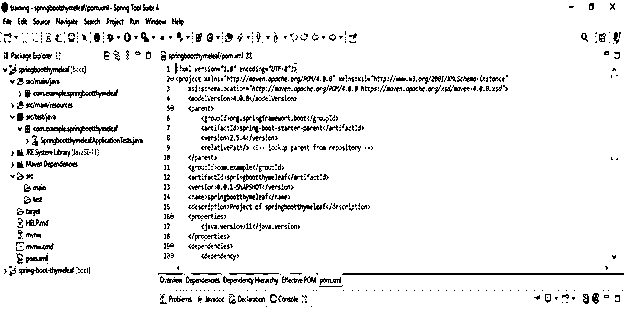 training - springbootthymeleaf/pom.xml - Spring Tool Suite 4
File Edit Source Navigate Search Project Run Window Help
Package Explorer
springbootthymeleaf/pom.xml
springbootthymeleaf [boot]
src/main/java
com.example.springbootthymeleaf
src/main/resources
src/test/java
com.example.springbootthymeleaf
SpringbootthymeleafApplicationTests.java
JRE System Library [JavaSE-11]
Maven Dependencies
src
main
test
target
HELP.md
mvnw
mvnw.cmd
pom.xml
spring-boot-thymeleaf [boot]
1 <?xml version="1.0" encoding="UTF-8"?>
2 <project xmlns="http://maven.apache.org/POM/4.0.0" xmlns:xsi="http://www.w3.org/2001/XMLSchema-instance"
3 xsi:schemaLocation="http://maven.apache.org/POM/4.0.0 https://maven.apache.org/xsd/maven-4.0.0.xsd">
4 <modelVersion>4.0.0</modelVersion>
5 <parent>
6 <groupId>org.springframework.boot</groupId>
7 <artifactId>spring-boot-starter-parent</artifactId>
8 <version>2.5.4</version>
9 <relativePath/> <!-- lookup parent from repository -->
10 </parent>
11 <groupId>com.example</groupId>
12 <artifactId>springbootthymeleaf</artifactId>
13 <version>0.0.1-SNAPSHOT</version>
14 <name>springbootthymeleaf</name>
15 <description>Project of springbootthymeleaf</description>
16 <properties>
17 <java.version>11</java.version>
18 </properties>
19 <dependencies>
20 <dependency>
Overview Dependencies Dependency Hierarchy Effective POM pom.xml
Problems Javadoc Declaration Console